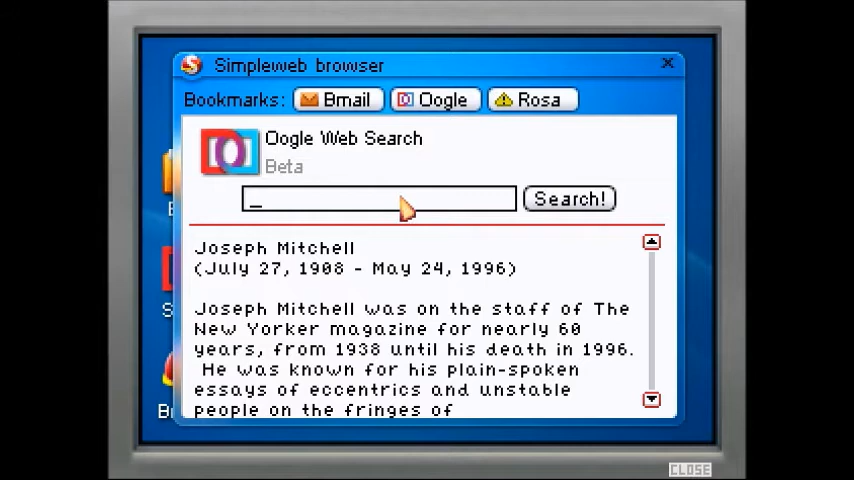 Simpleweb browser
Bookmarks: Bmail Oogle Rosa
Oogle Web Search
Beta
_ Search!
Joseph Mitchell
(July 27, 1908 - May 24, 1996)
Joseph Mitchell was on the staff of The
New Yorker magazine for nearly 60
years, from 1938 until his death in 1996.
He was known for his plain-spoken
essays of eccentrics and unstable
people on the fringes of
CLOSE